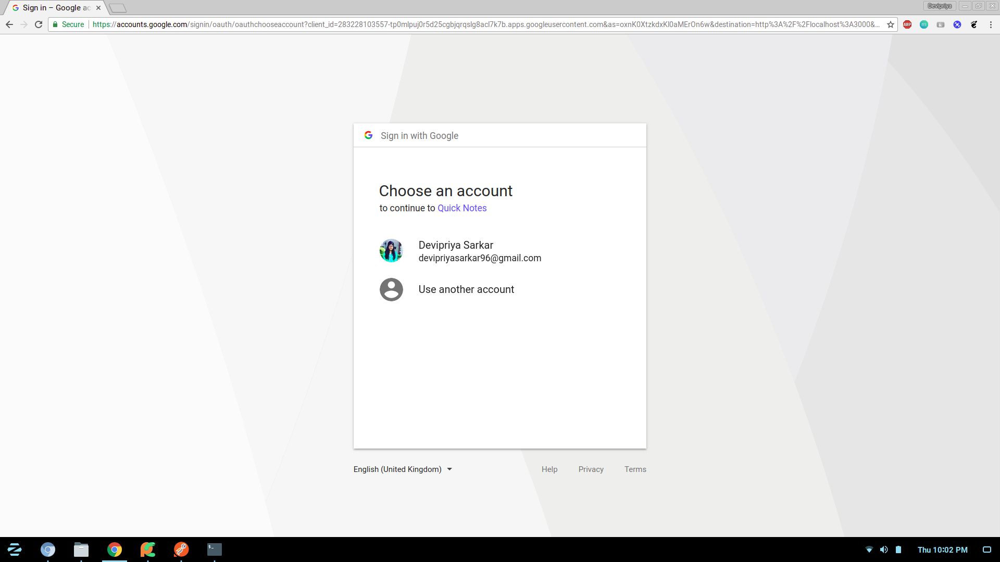 Sign in – Google ac
Devipriya
Secure
https://accounts.google.com/signin/oauth/oauthchooseaccount?client_id=283228103557-tp0mlpuj0r5d25cgbjqrqslg8acl7k7b.apps.googleusercontent.com&as=oxnK0XtzkdxKl0aMErOn6w&destination=http%3A%2F%2Flocalhost%3A3000&...
ABP
m
Sign in with Google
Choose an account
to continue to Quick Notes
Devipriya Sarkar
devipriyasarkar96@gmail.com
Use another account
English (United Kingdom)
Help
Privacy
Terms
$-
Thu 10:02 PM